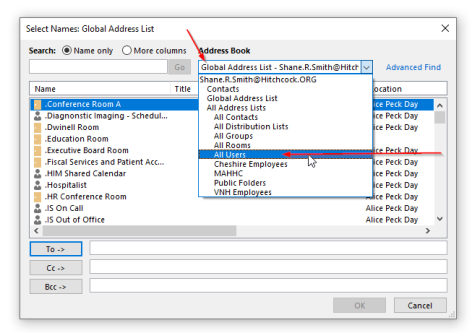 Select Names: Global Address List
Search: Name only More columns Address Book
Go Global Address List - Shane.R.Smith@Hitch Advanced Find
Name Title ocation
Shane.R.Smith@Hitchcock.ORG
Contacts
Global Address List
All Address Lists
All Contacts
All Distribution Lists
All Groups
All Rooms
All Users
Cheshire Employees
MAHHC
Public Folders
VNH Employees
.Conference Room A lice Peck Day
.Diagnostic Imaging - Schedul... Alice Peck Day
.Dwinell Room Alice Peck Day
.Education Room
.Executive Board Room Alice Peck Day
.Fiscal Services and Patient Acc... Alice Peck Day
.HIM Shared Calendar Alice Peck Day
.Hospitalist Alice Peck Day
.HR Conference Room Alice Peck Day
.IS On Call Alice Peck Day
.IS Out of Office Alice Peck Day
To ->
Cc ->
Bcc ->
OK Cancel